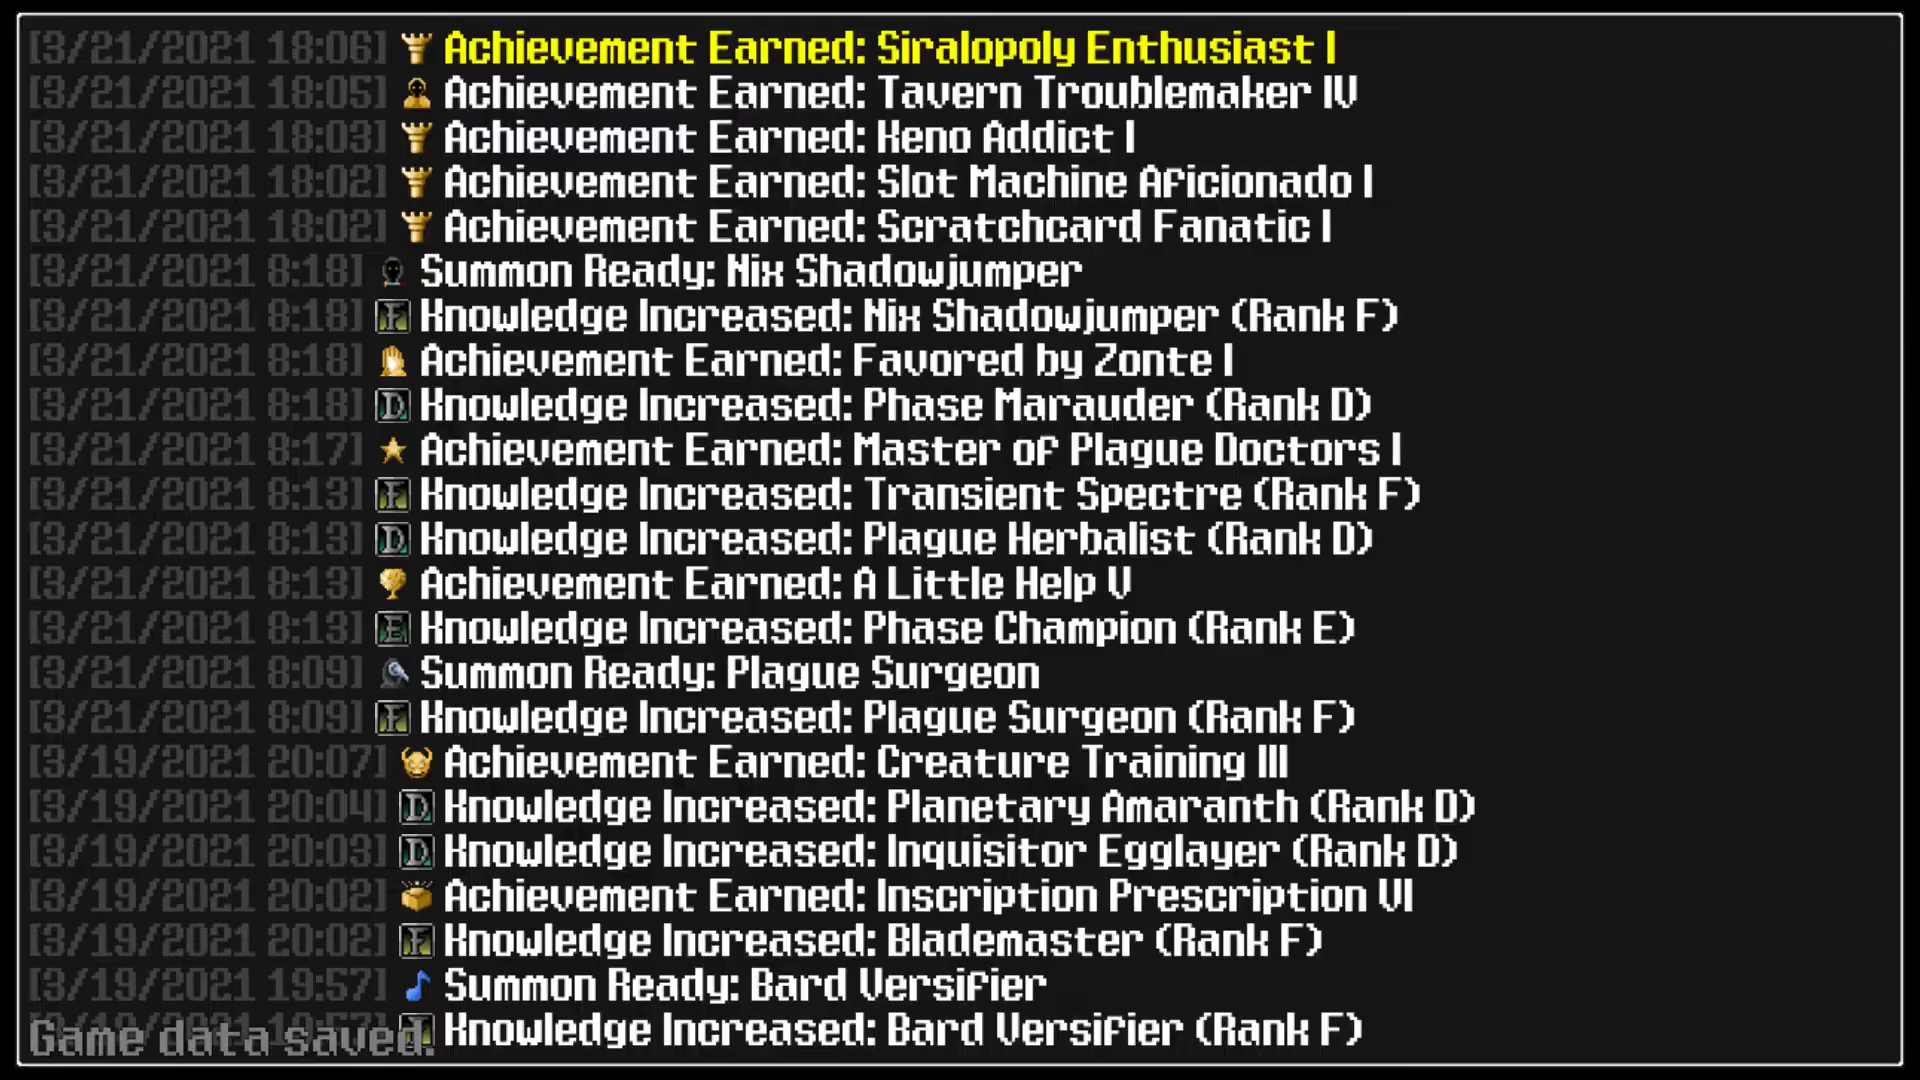 [3/21/2021 18:06] Achievement Earned: Siralopoly Enthusiast I
[3/21/2021 18:05] Achievement Earned: Tavern Troublemaker IV
[3/21/2021 18:03] Achievement Earned: Keno Addict I
[3/21/2021 18:02] Achievement Earned: Slot Machine Aficionado I
[3/21/2021 18:02] Achievement Earned: Scratchcard Fanatic I
[3/21/2021 8:18] Summon Ready: Nix Shadowjumper
[3/21/2021 8:18] F Knowledge Increased: Nix Shadowjumper (Rank F)
[3/21/2021 8:18] Achievement Earned: Favored by Zonte I
[3/21/2021 8:18] D Knowledge Increased: Phase Marauder (Rank D)
[3/21/2021 8:17] Achievement Earned: Master of Plague Doctors I
[3/21/2021 8:13] F Knowledge Increased: Transient Spectre (Rank F)
[3/21/2021 8:13] D Knowledge Increased: Plague Herbalist (Rank D)
[3/21/2021 8:13] Achievement Earned: A Little Help V
[3/21/2021 8:13] E Knowledge Increased: Phase Champion (Rank E)
[3/21/2021 8:09] Summon Ready: Plague Surgeon
[3/21/2021 8:09] F Knowledge Increased: Plague Surgeon (Rank F)
[3/19/2021 20:07] Achievement Earned: Creature Training III
[3/19/2021 20:04] D Knowledge Increased: Planetary Amaranth (Rank D)
[3/19/2021 20:03] D Knowledge Increased: Inquisitor Egglayer (Rank D)
[3/19/2021 20:02] Achievement Earned: Inscription Prescription VI
[3/19/2021 20:02] F Knowledge Increased: Blademaster (Rank F)
[3/19/2021 19:57] Summon Ready: Bard Versifier
Knowledge Increased: Bard Versifier (Rank F)
Game data saved.